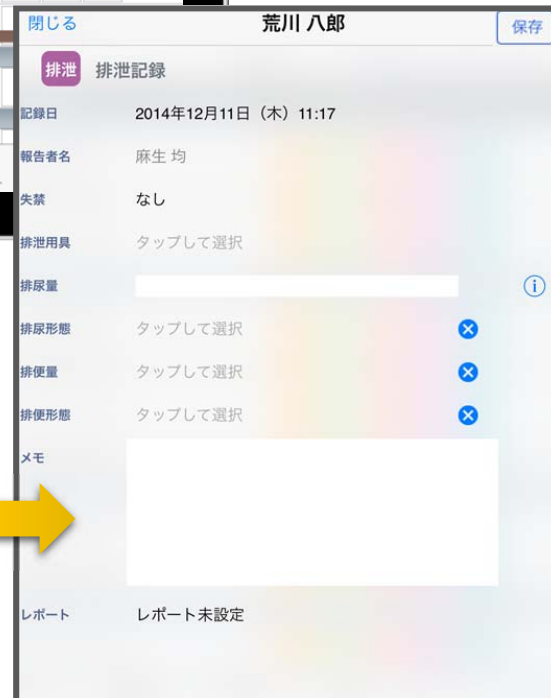 閉じる 荒川 八郎 保存
排泄 排泄記録
記録日 2014年12月11日（木）11:17
報告者名 麻生 均
失禁 なし
排泄用具 タップして選択
排尿量
排尿形態 タップして選択
排便量 タップして選択
排便形態 タップして選択
メモ
レポート レポート未設定